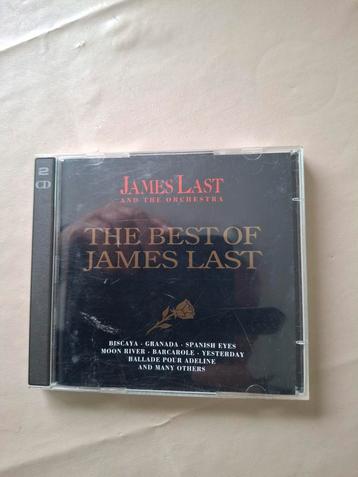 2
CD
JAMES LAST
AND THE ORCHESTRA
THE BEST OF
JAMES LAST
BISCAYA · GRANADA · SPANISH EYES
MOON RIVER · BARCAROLE · YESTERDAY
BALLADE POUR ADELINE
AND MANY OTHERS